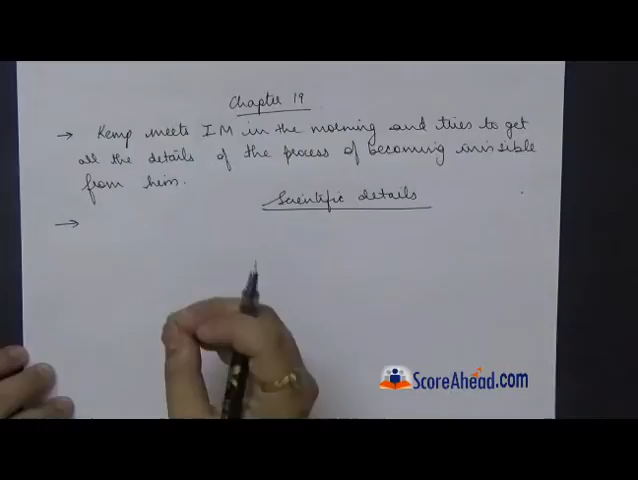 Chapter 19
→ Kemp meets I M in the morning and tries to get
all the details of the process of becoming invisible
from him.
Scientific details
→
ScoreAhead.com